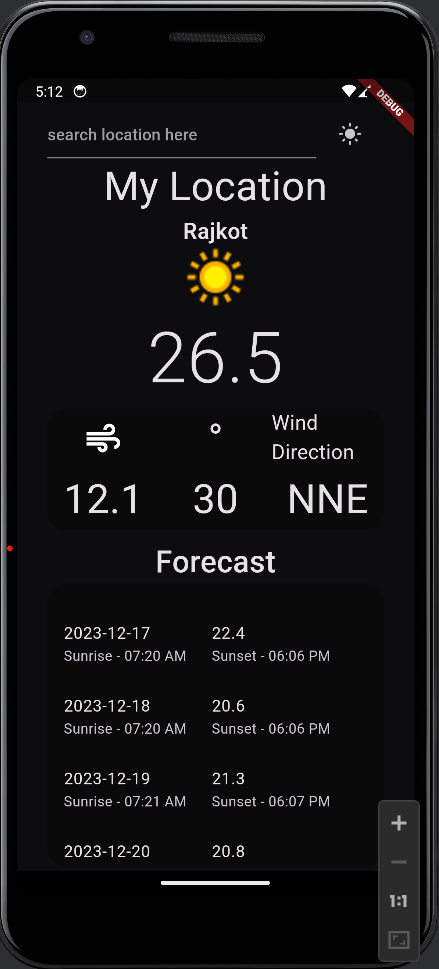 5:12
DEBUG
search location here
My Location
Rajkot
26.5
Wind
Direction
12.1 30 NNE
Forecast
2023-12-17 22.4
Sunrise - 07:20 AM Sunset - 06:06 PM
2023-12-18 20.6
Sunrise - 07:20 AM Sunset - 06:06 PM
2023-12-19 21.3
Sunrise - 07:21 AM Sunset - 06:07 PM
2023-12-20 20.8
1:1